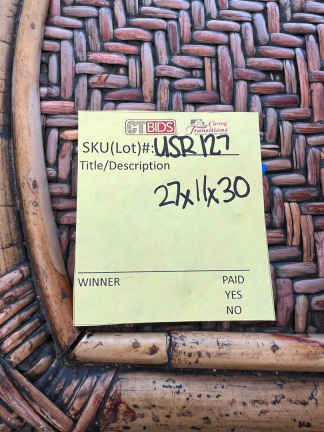 CTBIDS Caring Transitions
SKU(Lot)#: USR127
Title/Description
27x11x30
WINNER PAID
YES
NO